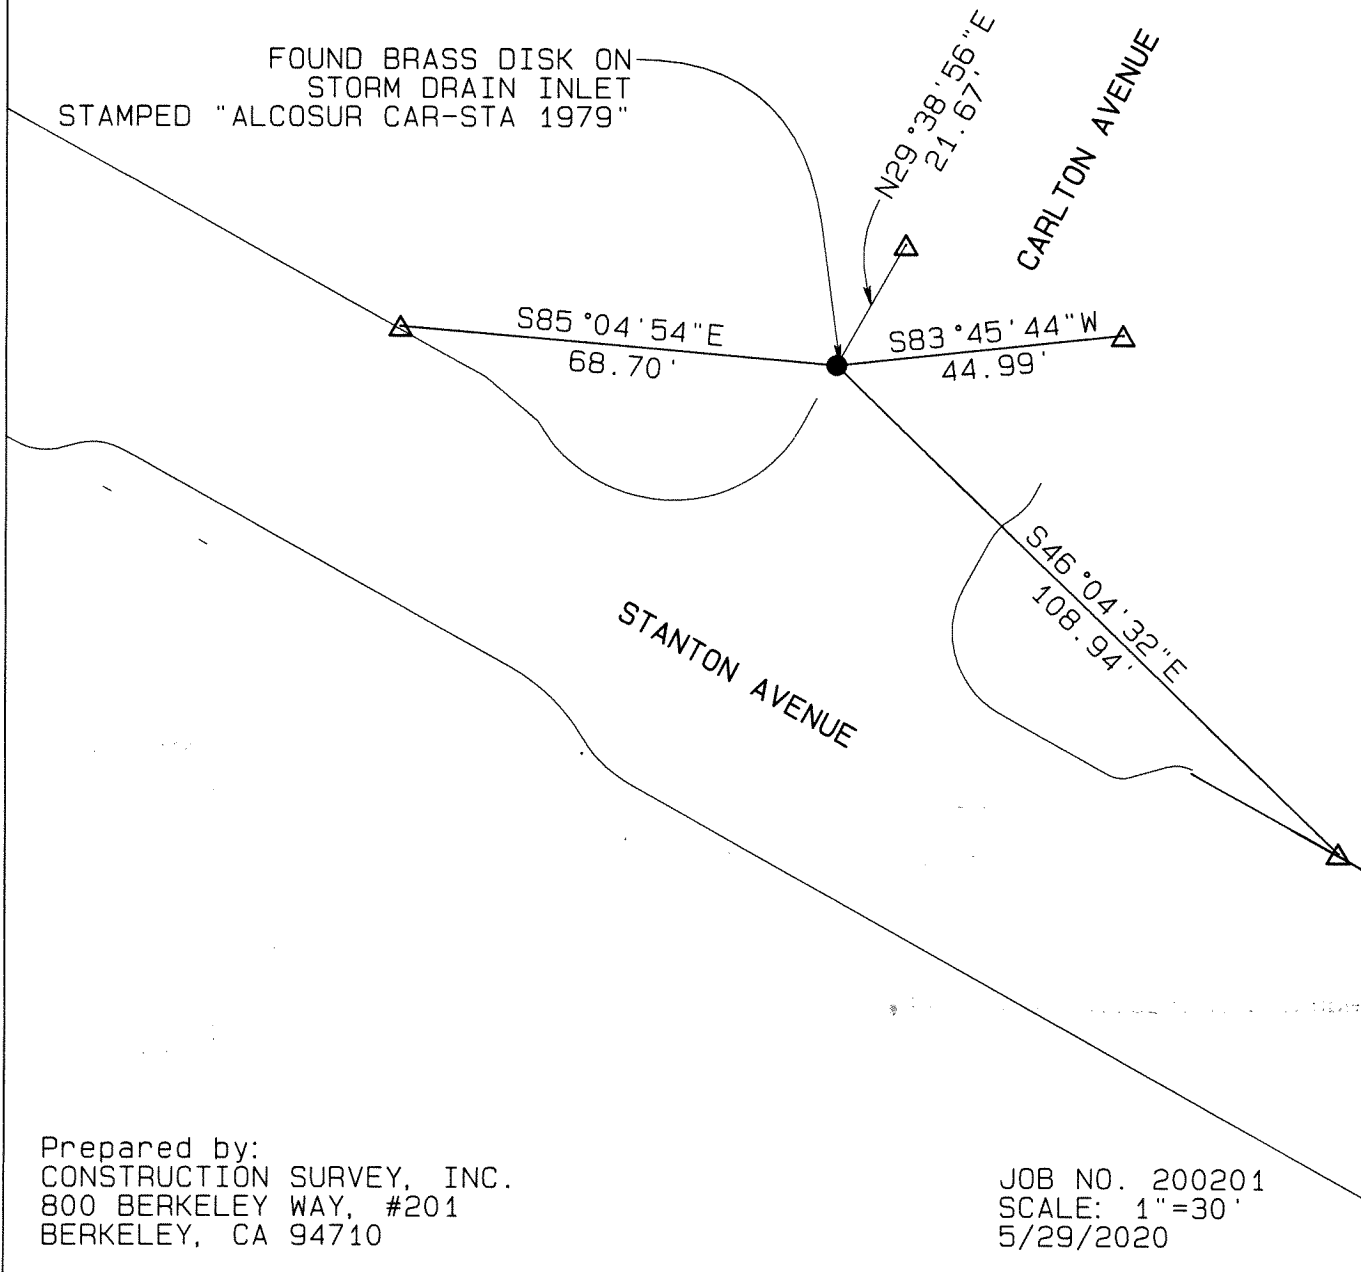 FOUND BRASS DISK ON
STORM DRAIN INLET
STAMPED "ALCOSUR CAR-STA 1979"
N29°38'56"E
21.67'
CARLTON AVENUE
S85°04'54"E
68.70'
S83°45'44"W
44.99'
S46°04'32"E
108.94'
STANTON AVENUE
Prepared by:
CONSTRUCTION SURVEY, INC.
800 BERKELEY WAY, #201
BERKELEY, CA 94710
JOB NO. 200201
SCALE: 1"=30'
5/29/2020